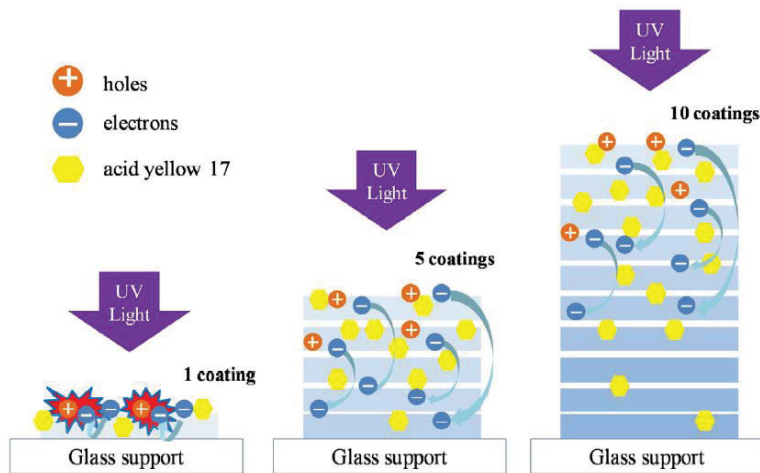 UV
Light
10 coatings
holes
electrons
acid yellow 17
UV
Light
5 coatings
UV
Light
1 coating
Glass support
Glass support
Glass support